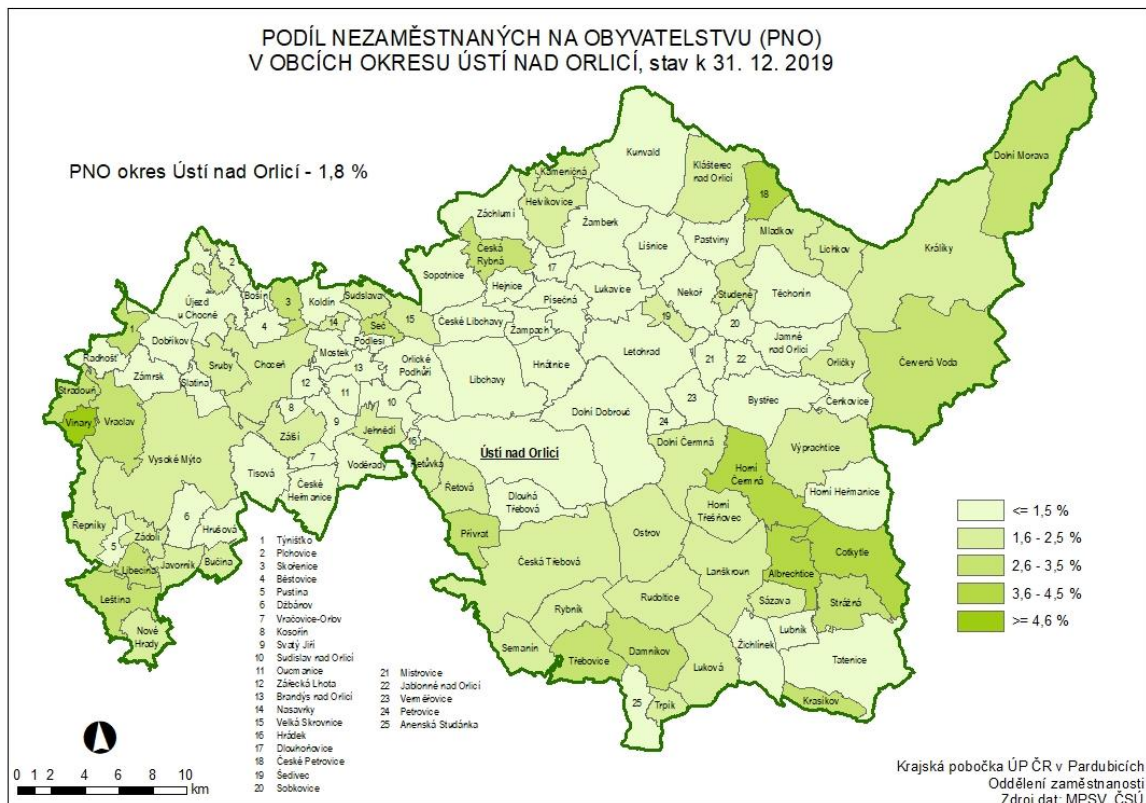 PODÍL NEZAMĚSTNANÝCH NA OBYVATELSTVU (PNO)
V OBCÍCH OKRESU ÚSTÍ NAD ORLICÍ, stav k 31. 12. 2019
PNO okres Ústí nad Orlicí - 1,8 %
Dolní Morava
Kunvald
Klášterec
nad Orlicí
Kameničná
Helvíkovice
18
Záchlumí
Žamberk
Mladkov
Lichkov
Králíky
Česká
Rybná
Líšnice
Pastviny
17
Sopotnice
Hejnice
Písečná
Lukavice
Nekoř
Studené
Těchonín
2
Bošín
3
Koldín
Sudslava
15
Újezd
u Chocně
4
14
Seč
České Libchavy
Žampach
19
20
Jamné
nad Orlicí
Orličky
Červená Voda
1
Dobříkov
Mostek
Podlesí
13
Orlické
Podhůří
Hnátnice
Letohrad
21
22
Radhošť
Zámrsk
Slatina
Sruby
Choceň
12
11
10
Libchavy
23
Bystřec
Čenkovice
Stradouň
Vinary
Vraclav
8
9
Dolní Dobrouč
24
Záší
Jehnědí
16
Řetůvka
Ústí nad Orlicí
Dolní Čermná
Výprachtice
Vysoké Mýto
Tisová
7
Voděrady
České
Heřmanice
Řetová
Dlouhá
Třebová
Horní
Čermná
Horní Heřmanice
Řepníky
6
Hrušová
5
Zádolí
Přívrat
Horní
Třešňovec
Ostrov
Libecina
Javorník
Bučina
Česká Třebová
Lanškroun
Albrechtice
Cotkytle
Leština
Nové
Hrady
Rybník
Rudoltice
Sázava
Strážná
Semanín
Třebovice
Damníkov
Luková
Žichlínek
Lubník
Tatenice
25
Trpík
Krasíkov
<= 1,5 %
1,6 - 2,5 %
2,6 - 3,5 %
3,6 - 4,5 %
>= 4,6 %
1 Týnišťko
2 Plchovice
3 Skořenice
4 Běstovice
5 Pustina
6 Džbánov
7 Vračovice-Orlov
8 Kosořín
9 Svatý Jiří
10 Sudislav nad Orlicí
11 Oucmanice
12 Zářecká Lhota
13 Brandýs nad Orlicí
14 Nasavrky
15 Velká Skrovnice
16 Hrádek
17 Dlouhoňovice
18 České Petrovice
19 Šedivec
20 Sobkovice
21 Mistrovice
22 Jablonné nad Orlicí
23 Verměřovice
24 Petrovice
25 Anenská Studánka
0 1 2 4 6 8 10
km
Krajská pobočka ÚP ČR v Pardubicích
Oddělení zaměstnanosti
Zdroj dat: MPSV, ČSÚ